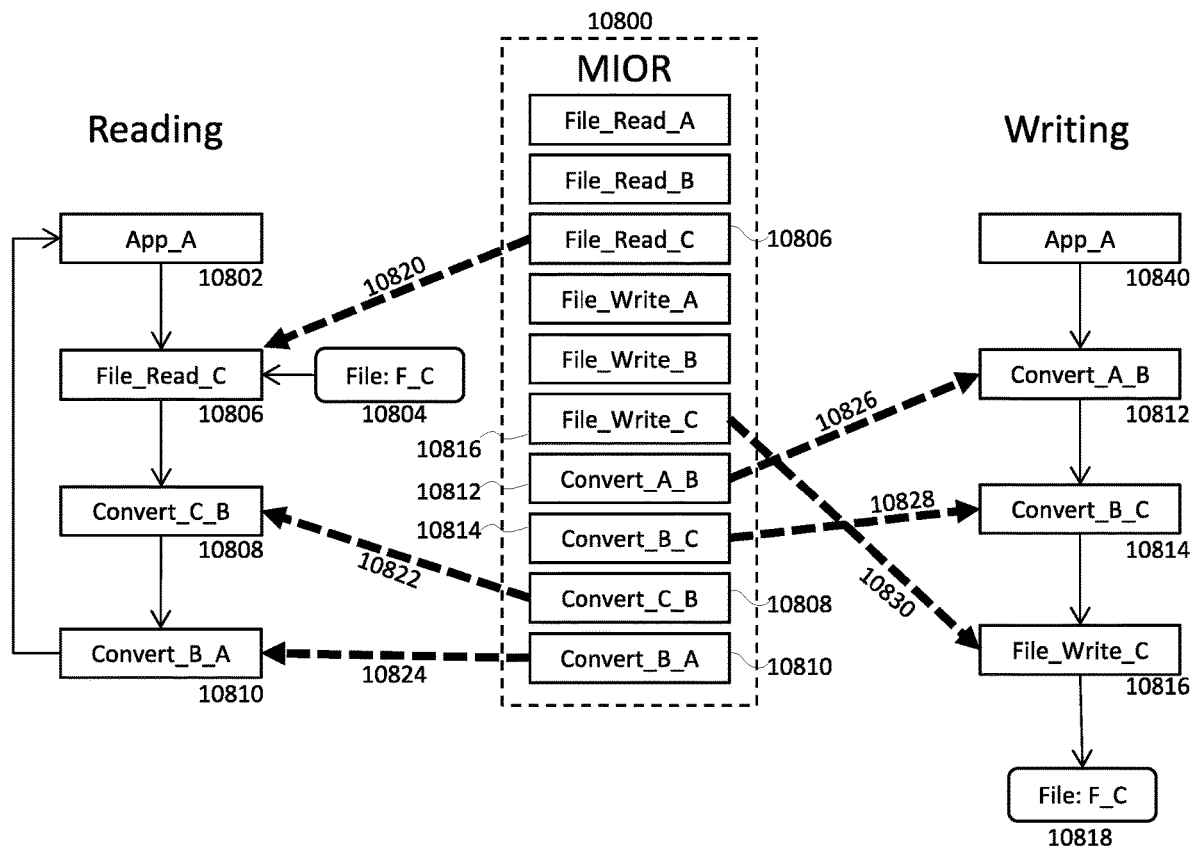 10800
MIOR
Reading
Writing
File_Read_A
File_Read_B
File_Read_C
10806
File_Write_A
File_Write_B
File_Write_C
10816
Convert_A_B
10812
Convert_B_C
10814
Convert_C_B
10808
Convert_B_A
10810
App_A
10802
10820
File_Read_C
10806
File: F_C
10804
Convert_C_B
10808
10822
Convert_B_A
10810
10824
App_A
10840
10826
Convert_A_B
10812
10828
Convert_B_C
10814
10830
File_Write_C
10816
File: F_C
10818